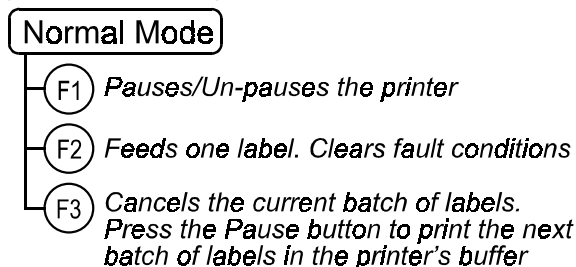 Normal Mode
F1 Pauses/Un-pauses the printer
F2 Feeds one label. Clears fault conditions
F3 Cancels the current batch of labels.
Press the Pause button to print the next
batch of labels in the printer's buffer